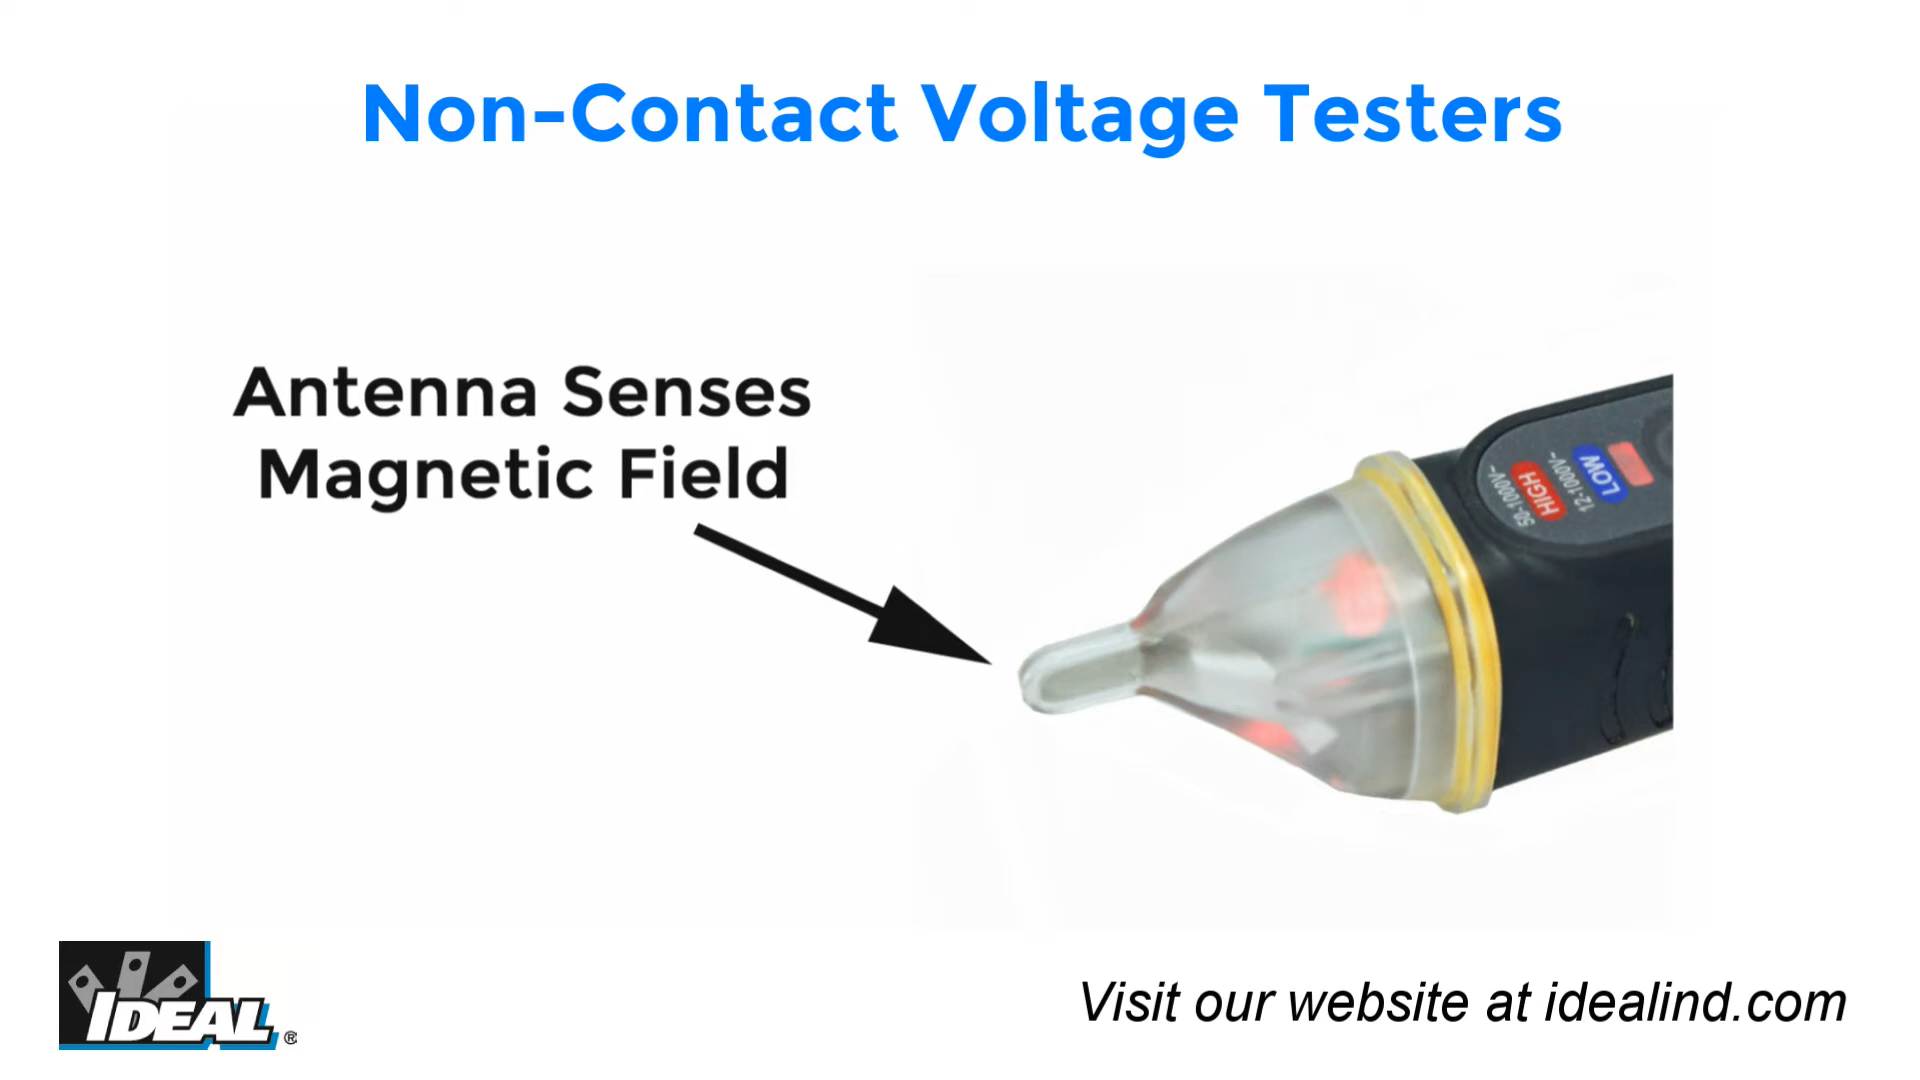 Non-Contact Voltage Testers
Antenna Senses
Magnetic Field
LOW
12-1000V~
HIGH
50-1000V~
IDEAL®
Visit our website at idealind.com